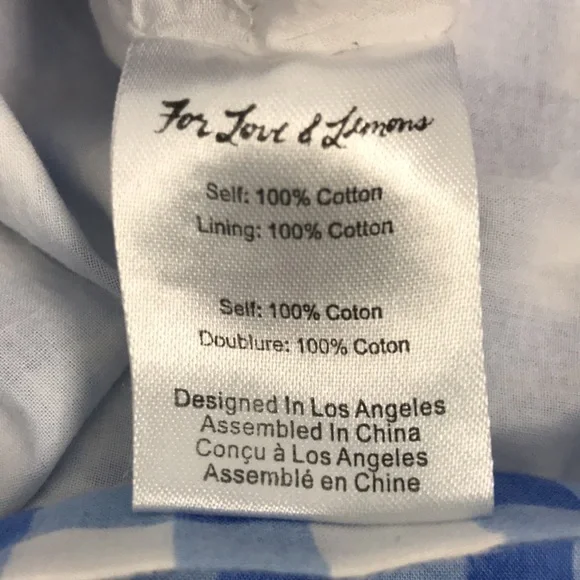 For Love & Lemons
Self: 100% Cotton
Lining: 100% Cotton
Self: 100% Coton
Doublure: 100% Coton
Designed In Los Angeles
Assembled In China
Conçu à Los Angeles
Assemblé en Chine